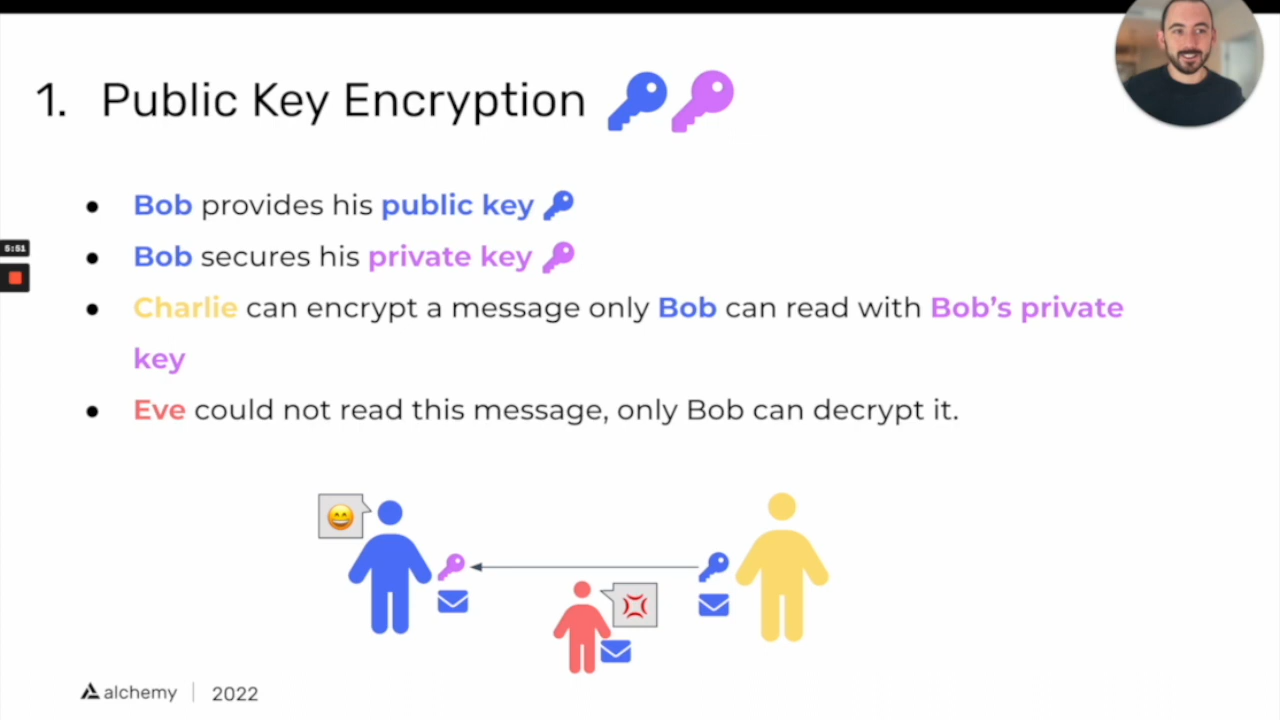 1. Public Key Encryption
Bob provides his public key
5:51
Bob secures his private key
Charlie can encrypt a message only Bob can read with Bob's private
key
Eve could not read this message, only Bob can decrypt it.
alchemy 2022